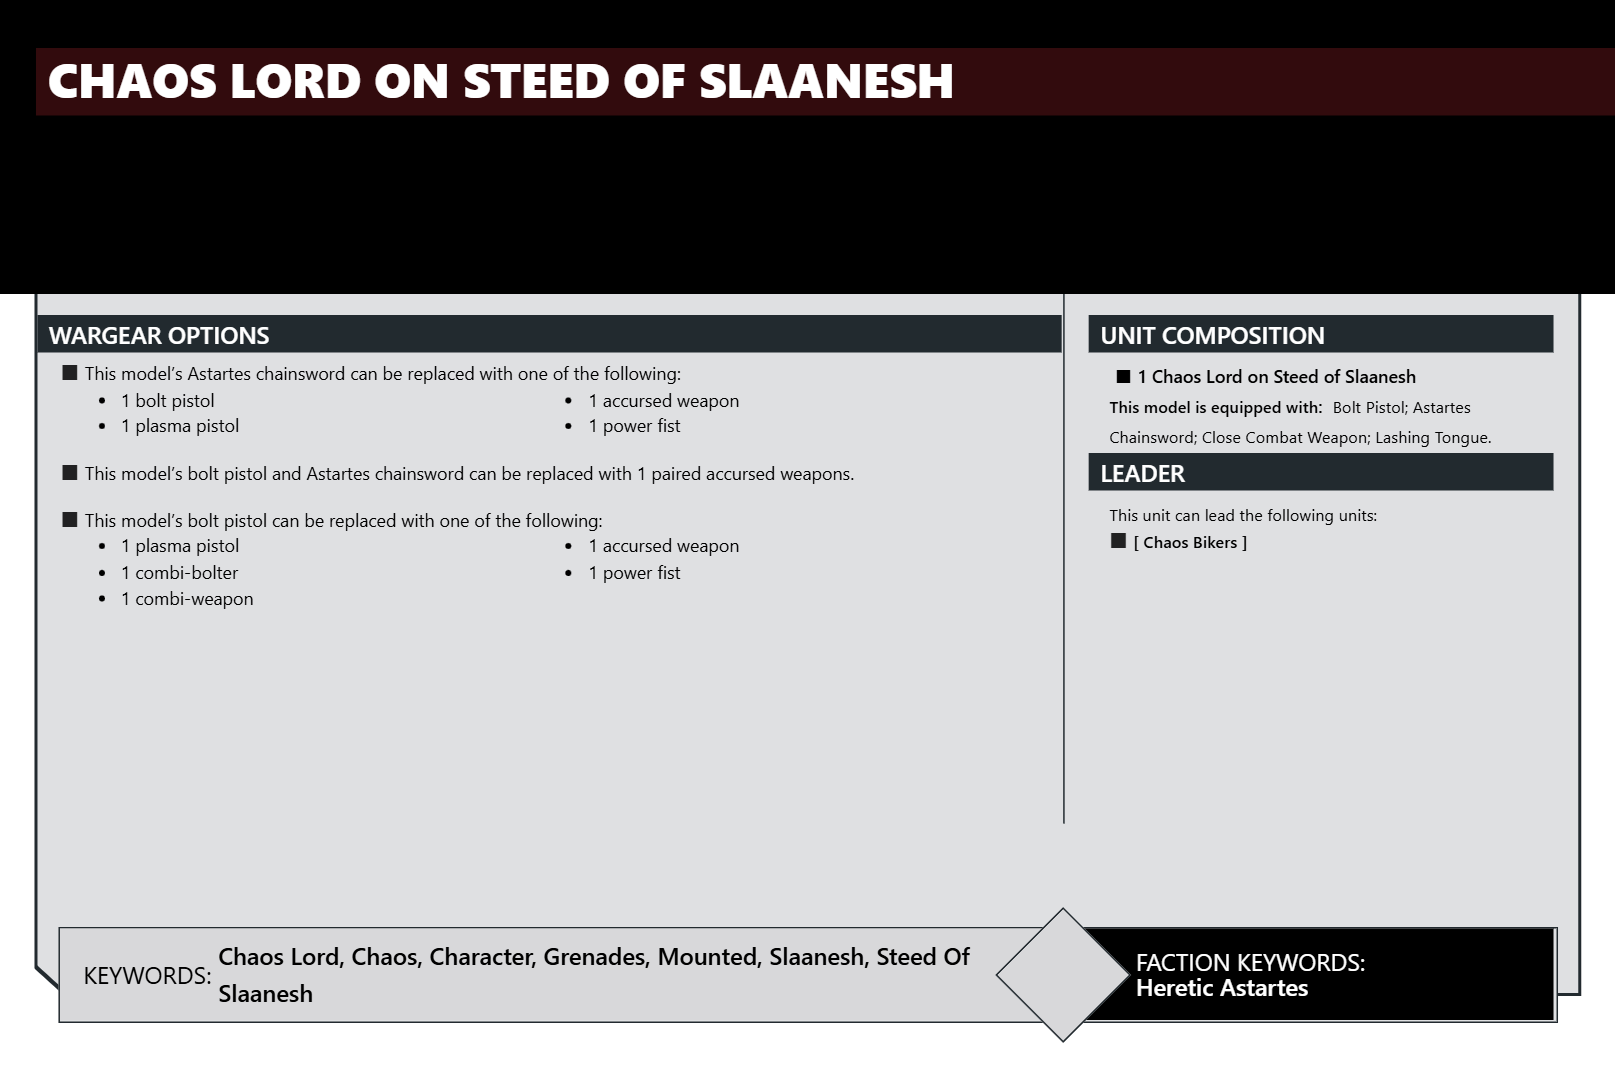 CHAOS LORD ON STEED OF SLAANESH
WARGEAR OPTIONS
■ This model’s Astartes chainsword can be replaced with one of the following:
• 1 bolt pistol
• 1 plasma pistol
• 1 accursed weapon
• 1 power fist
■ This model’s bolt pistol and Astartes chainsword can be replaced with 1 paired accursed weapons.
■ This model’s bolt pistol can be replaced with one of the following:
• 1 plasma pistol
• 1 combi-bolter
• 1 combi-weapon
• 1 accursed weapon
• 1 power fist
UNIT COMPOSITION
■ 1 Chaos Lord on Steed of Slaanesh
This model is equipped with: Bolt Pistol; Astartes
Chainsword; Close Combat Weapon; Lashing Tongue.
LEADER
This unit can lead the following units:
■ [ Chaos Bikers ]
KEYWORDS: Chaos Lord, Chaos, Character, Grenades, Mounted, Slaanesh, Steed Of
Slaanesh
FACTION KEYWORDS:
Heretic Astartes